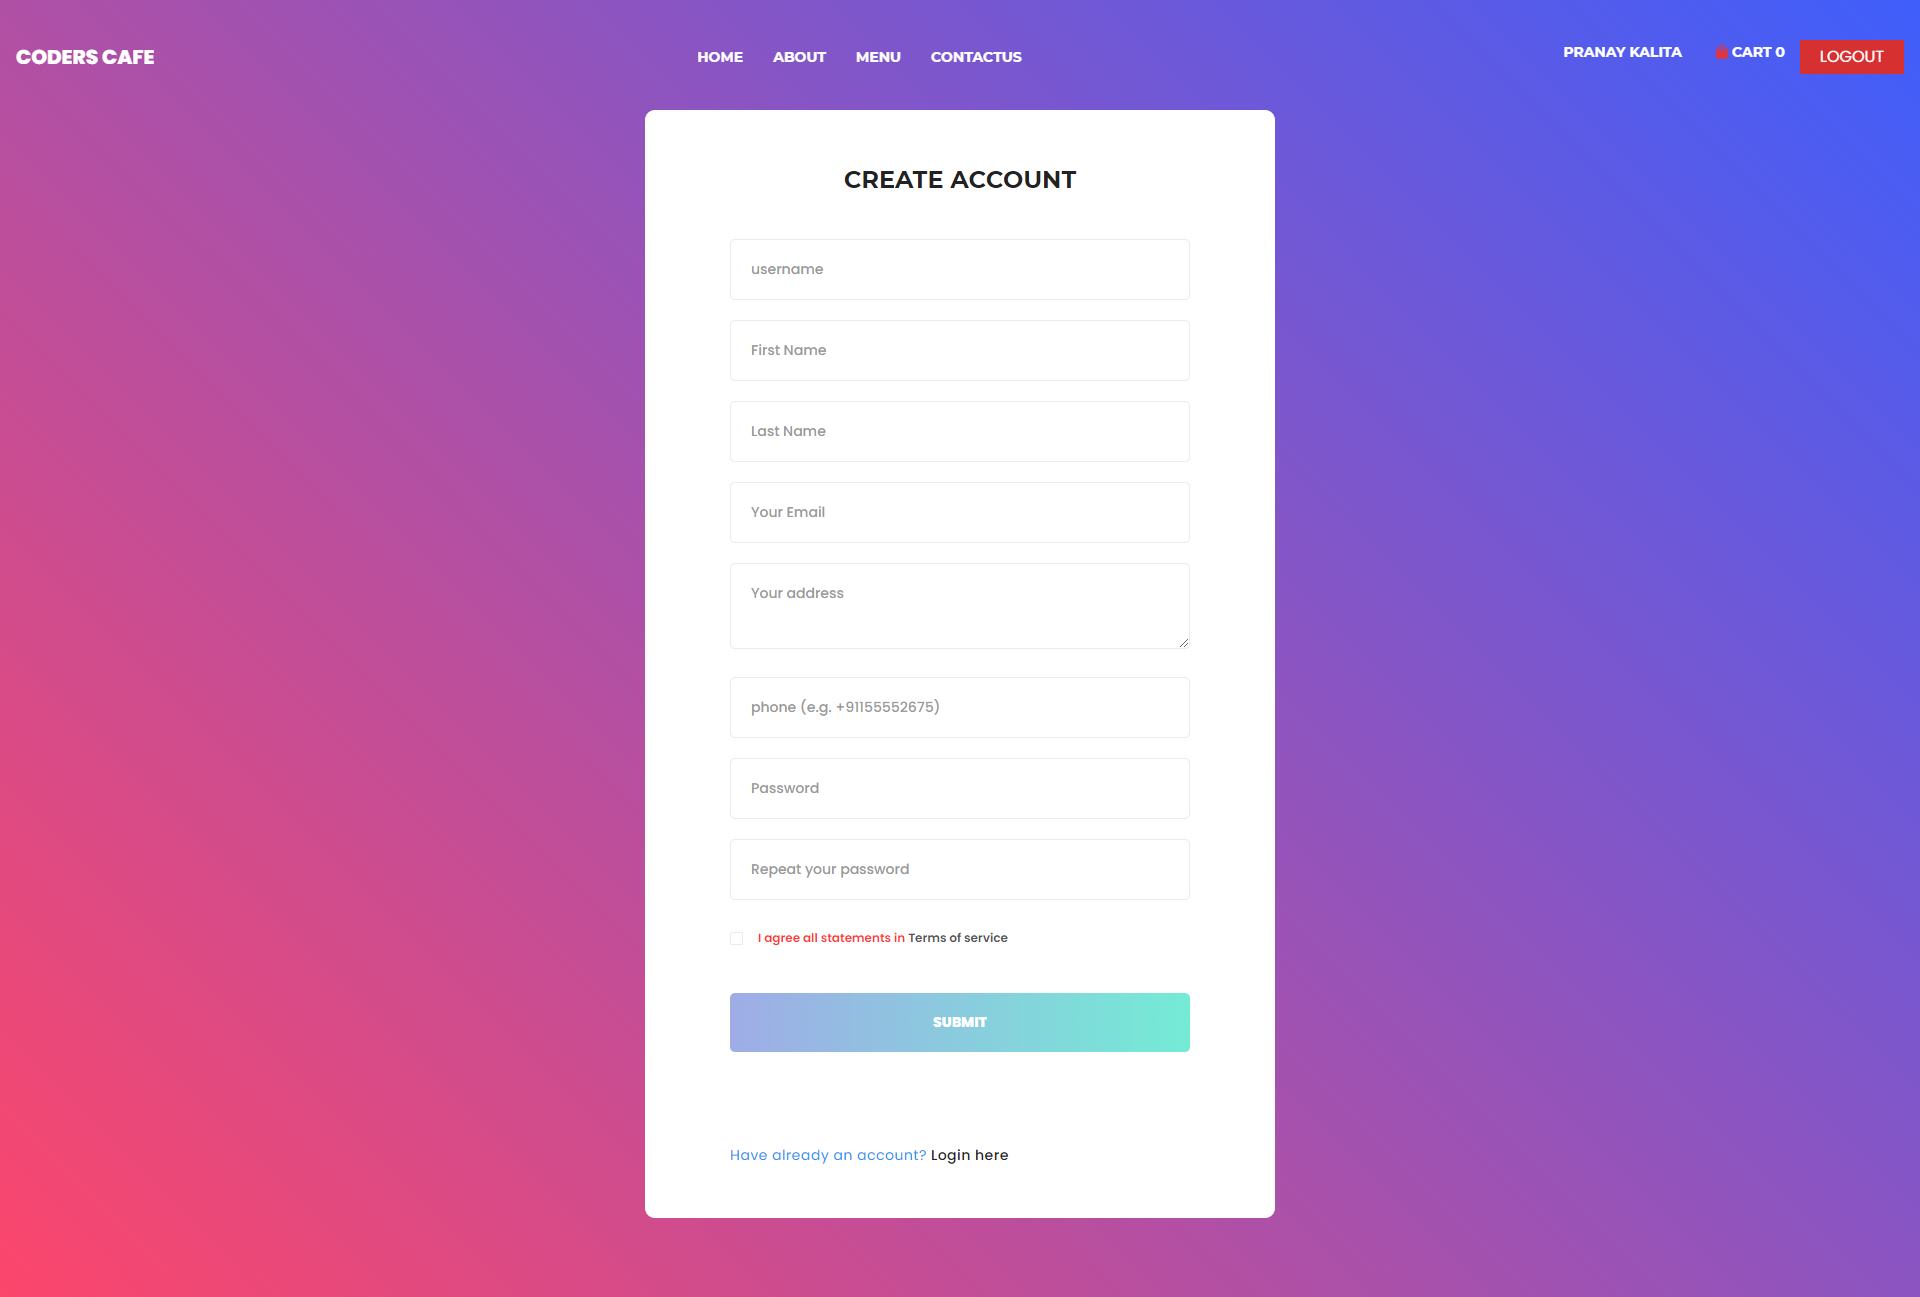 CODERS CAFE
HOME ABOUT MENU CONTACTUS
PRANAY KALITA CART 0 LOGOUT
CREATE ACCOUNT
username
First Name
Last Name
Your Email
Your address
phone (e.g. +91155552675)
Password
Repeat your password
I agree all statements in Terms of service
SUBMIT
Have already an account? Login here